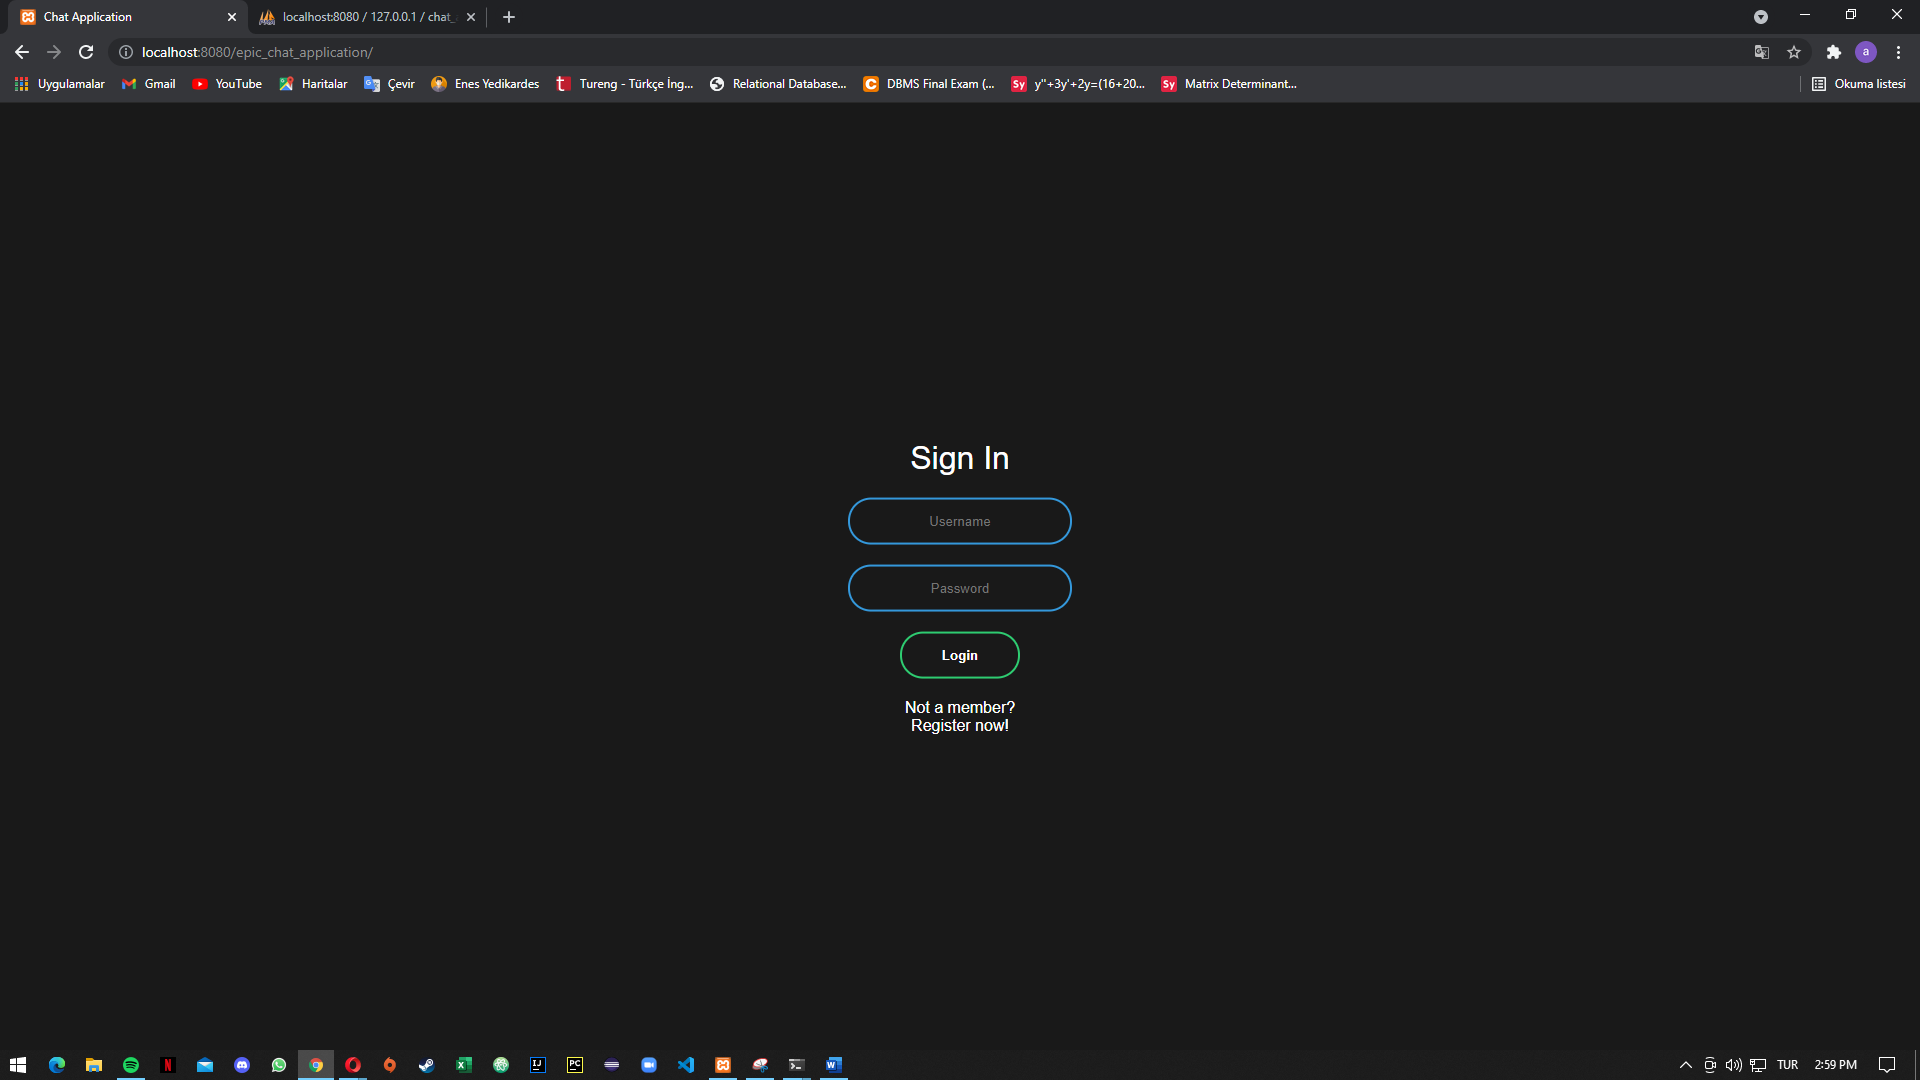 Chat Application
localhost:8080 / 127.0.0.1 / chat_
localhost:8080/epic_chat_application/
a
Uygulamalar
Gmail
YouTube
Haritalar
Çevir
Enes Yedikardes
Tureng - Türkçe İng...
Relational Database...
DBMS Final Exam (...
Sy
y''+3y'+2y=(16+20...
Sy
Matrix Determinant...
Okuma listesi
Sign In
Username
Password
Login
Not a member?
Register now!
TUR
2:59 PM